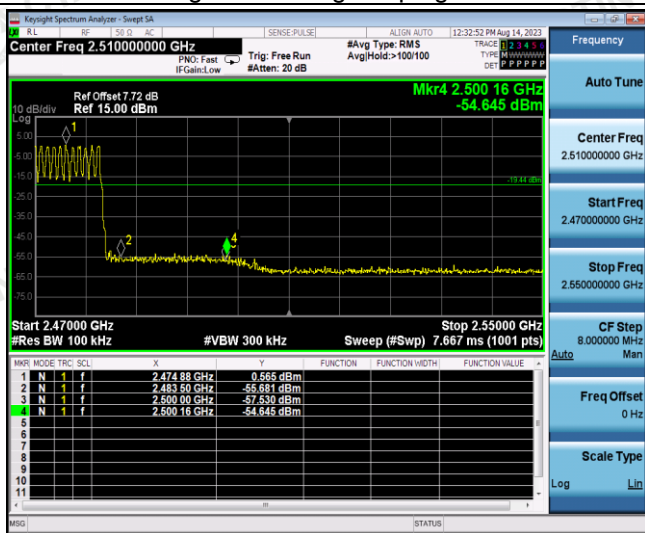 Keysight Spectrum Analyzer - Swept SA
RL RF 50 Ω AC SENSE:PULSE ALIGN AUTO 12:32:52 PM Aug 14, 2023
Center Freq 2.510000000 GHz #Avg Type: RMS TRACE 1 2 3 4 5 6
PNO: Fast Trig: Free Run Avg|Hold:>100/100 TYPE M WWWWW
IFGain:Low #Atten: 20 dB DET P P P P P P
Mkr4 2.500 16 GHz
-54.645 dBm
Ref Offset 7.72 dB
10 dB/div Ref 15.00 dBm
Log
5.00
-5.00
-15.0
-25.0
-35.0
-45.0
-55.0
-65.0
-75.0
1
2
4
-19.44 dBm
Start 2.47000 GHz Stop 2.55000 GHz
#Res BW 100 kHz #VBW 300 kHz Sweep (#Swp) 7.667 ms (1001 pts)
MKR MODE TRC SCL X Y FUNCTION FUNCTION WIDTH FUNCTION VALUE
1 N 1 f 2.474 88 GHz 0.565 dBm
2 N 1 f 2.483 50 GHz -55.681 dBm
3 N 1 f 2.500 00 GHz -57.530 dBm
4 N 1 f 2.500 16 GHz -54.645 dBm
5
6
7
8
9
10
11
MSG STATUS
Frequency
Auto Tune
Center Freq
2.510000000 GHz
Start Freq
2.470000000 GHz
Stop Freq
2.550000000 GHz
CF Step
8.000000 MHz
Auto Man
Freq Offset
0 Hz
Scale Type
Log Lin